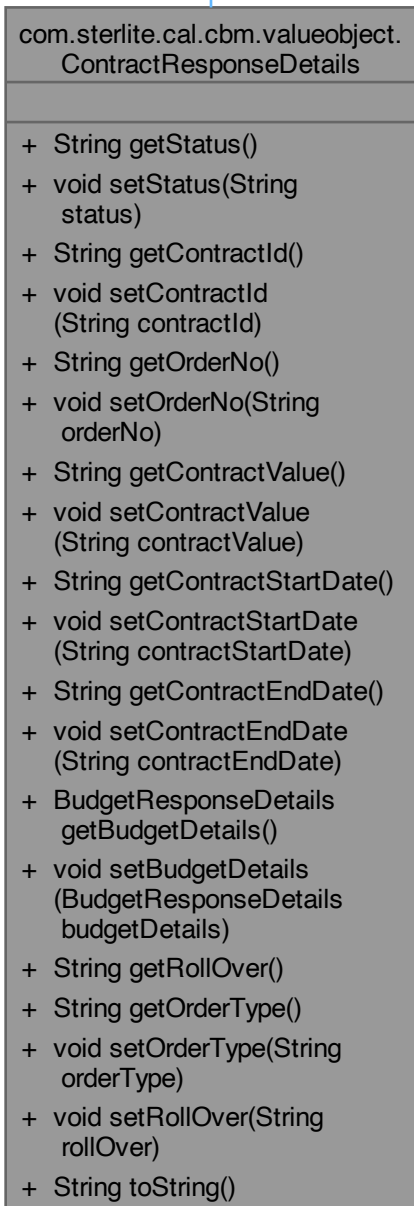 com.sterlite.cal.cbm.valueobject.
ContractResponseDetails
+ String getStatus()
+ void setStatus(String
status)
+ String getContractId()
+ void setContractId
(String contractId)
+ String getOrderNo()
+ void setOrderNo(String
orderNo)
+ String getContractValue()
+ void setContractValue
(String contractValue)
+ String getContractStartDate()
+ void setContractStartDate
(String contractStartDate)
+ String getContractEndDate()
+ void setContractEndDate
(String contractEndDate)
+ BudgetResponseDetails
getBudgetDetails()
+ void setBudgetDetails
(BudgetResponseDetails
budgetDetails)
+ String getRollOver()
+ String getOrderType()
+ void setOrderType(String
orderType)
+ void setRollOver(String
rollOver)
+ String toString()